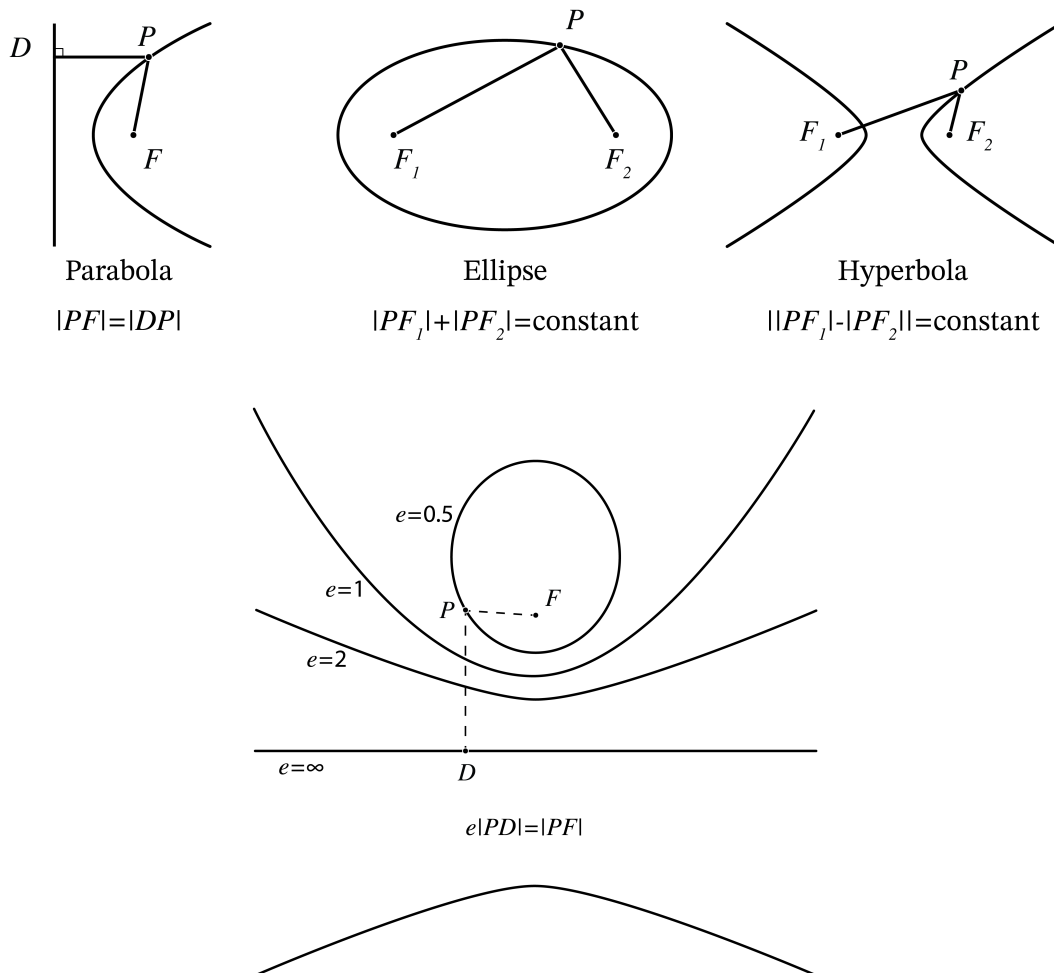 D P F
P F₁ F₂
P F₁ F₂
Parabola Ellipse Hyperbola
|PF|=|DP| |PF₁|+|PF₂|=constant ||PF₁|-|PF₂||=constant
e=0.5
e=1
P F
e=2
e=∞
D
e|PD|=|PF|